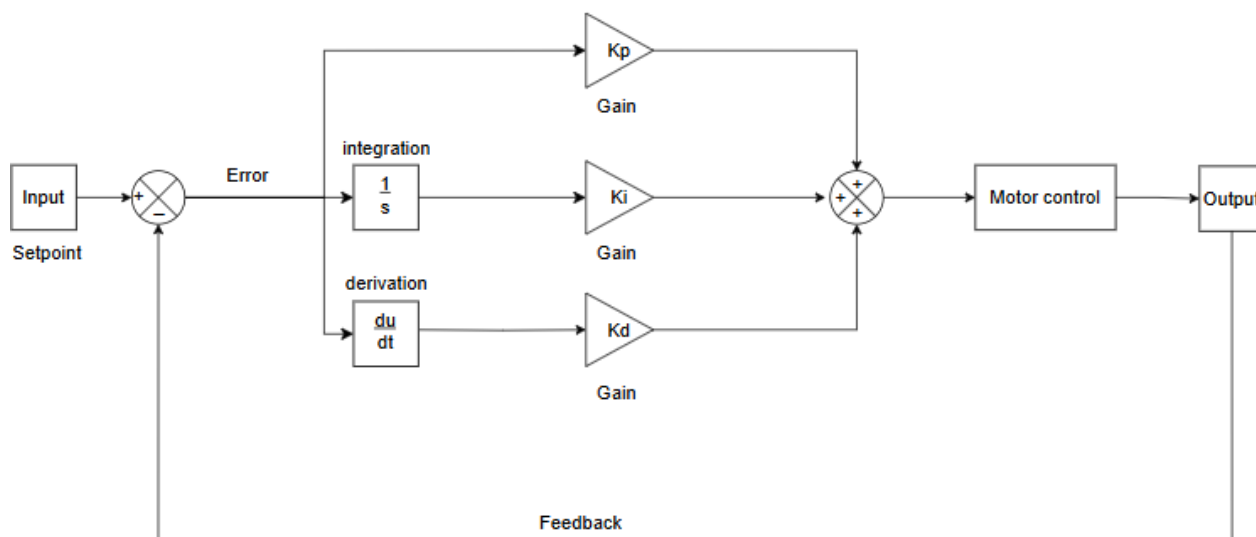 Kp
Gain
integration
Error
Input
+
−
1
s
Ki
+
+
+
Motor control
Output
Setpoint
Gain
derivation
du
dt
Kd
Gain
Feedback